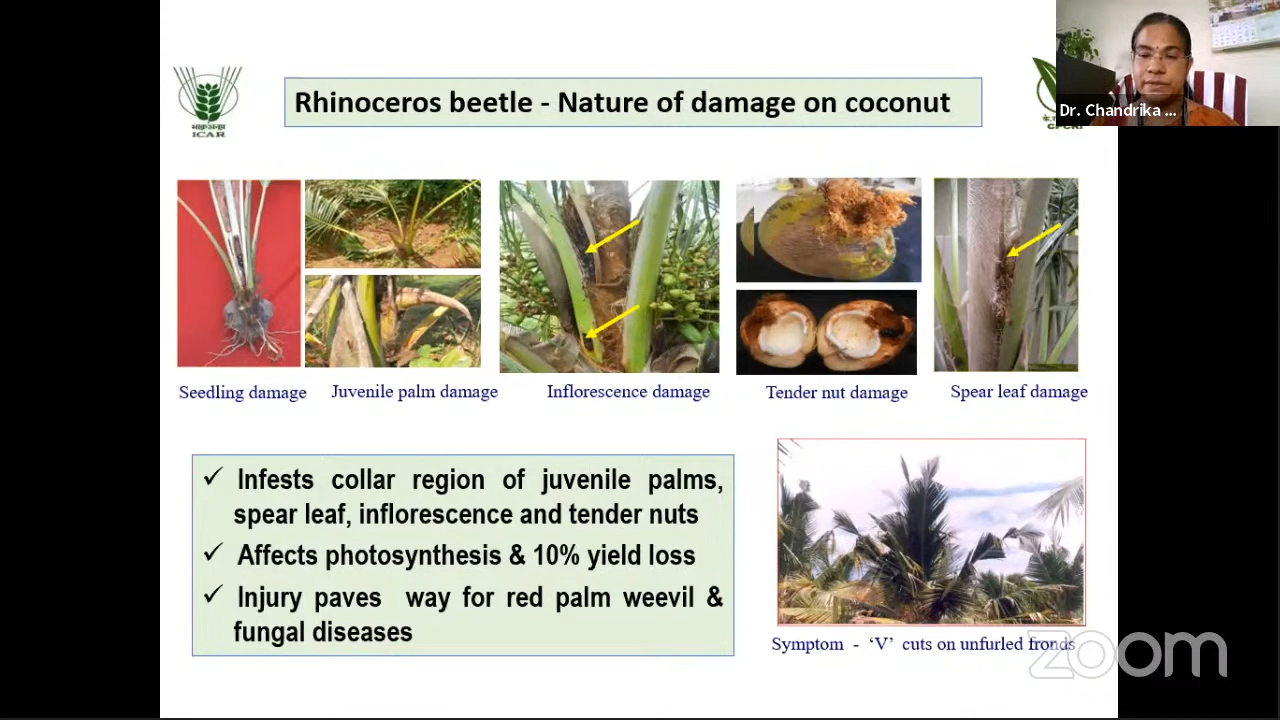 Dr. Chandrika ...
ICAR
Rhinoceros beetle - Nature of damage on coconut
Seedling damage
Juvenile palm damage
Inflorescence damage
Tender nut damage
Spear leaf damage
✓ Infests collar region of juvenile palms,
spear leaf, inflorescence and tender nuts
✓ Affects photosynthesis & 10% yield loss
✓ Injury paves way for red palm weevil &
fungal diseases
Symptom - ‘V’ cuts on unfurled fronds
zoom